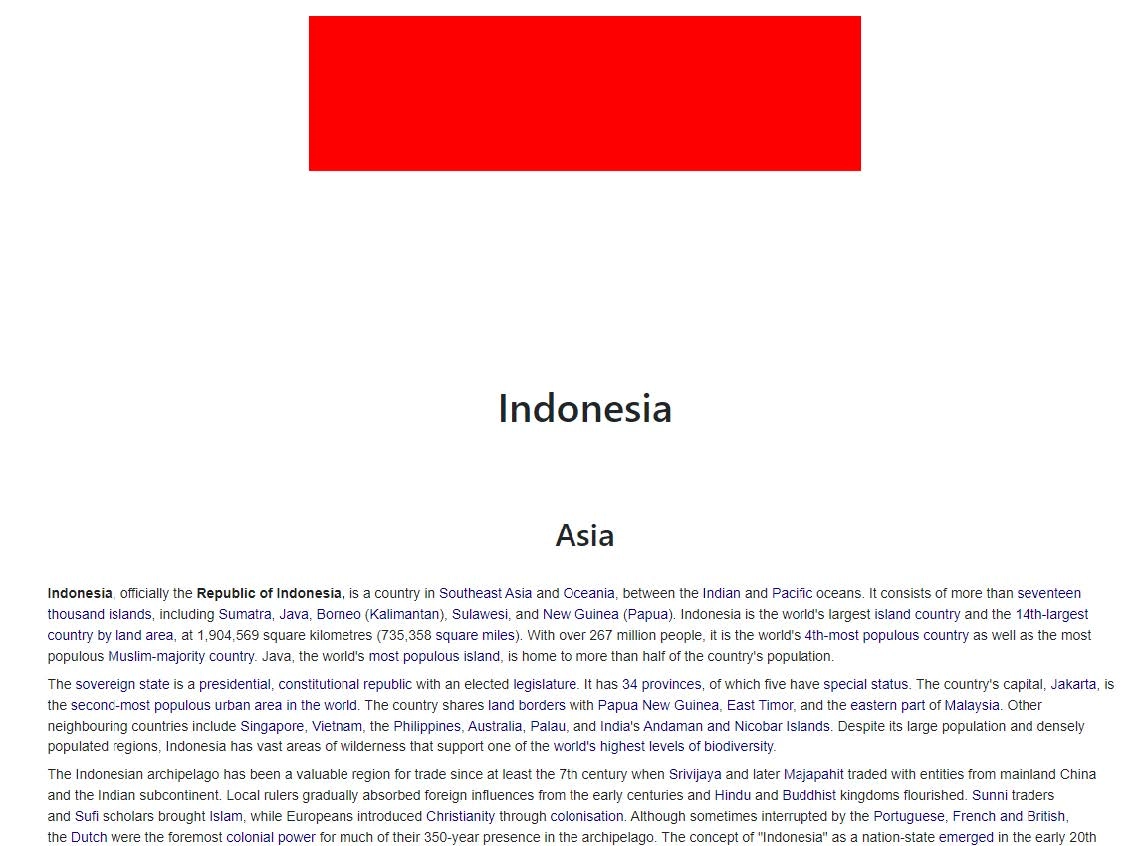 Indonesia
Asia
Indonesia, officially the Republic of Indonesia, is a country in Southeast Asia and Oceania, between the Indian and Pacific oceans. It consists of more than seventeen
thousand islands, including Sumatra, Java, Borneo (Kalimantan), Sulawesi, and New Guinea (Papua). Indonesia is the world's largest island country and the 14th-largest
country by land area, at 1,904,569 square kilometres (735,358 square miles). With over 267 million people, it is the world's 4th-most populous country as well as the most
populous Muslim-majority country. Java, the world's most populous island, is home to more than half of the country's population.
The sovereign state is a presidential, constitutional republic with an elected legislature. It has 34 provinces, of which five have special status. The country's capital, Jakarta, is
the second-most populous urban area in the world. The country shares land borders with Papua New Guinea, East Timor, and the eastern part of Malaysia. Other
neighbouring countries include Singapore, Vietnam, the Philippines, Australia, Palau, and India's Andaman and Nicobar Islands. Despite its large population and densely
populated regions, Indonesia has vast areas of wilderness that support one of the world's highest levels of biodiversity.
The Indonesian archipelago has been a valuable region for trade since at least the 7th century when Srivijaya and later Majapahit traded with entities from mainland China
and the Indian subcontinent. Local rulers gradually absorbed foreign influences from the early centuries and Hindu and Buddhist kingdoms flourished. Sunni traders
and Sufi scholars brought Islam, while Europeans introduced Christianity through colonisation. Although sometimes interrupted by the Portuguese, French and British,
the Dutch were the foremost colonial power for much of their 350-year presence in the archipelago. The concept of "Indonesia" as a nation-state emerged in the early 20th